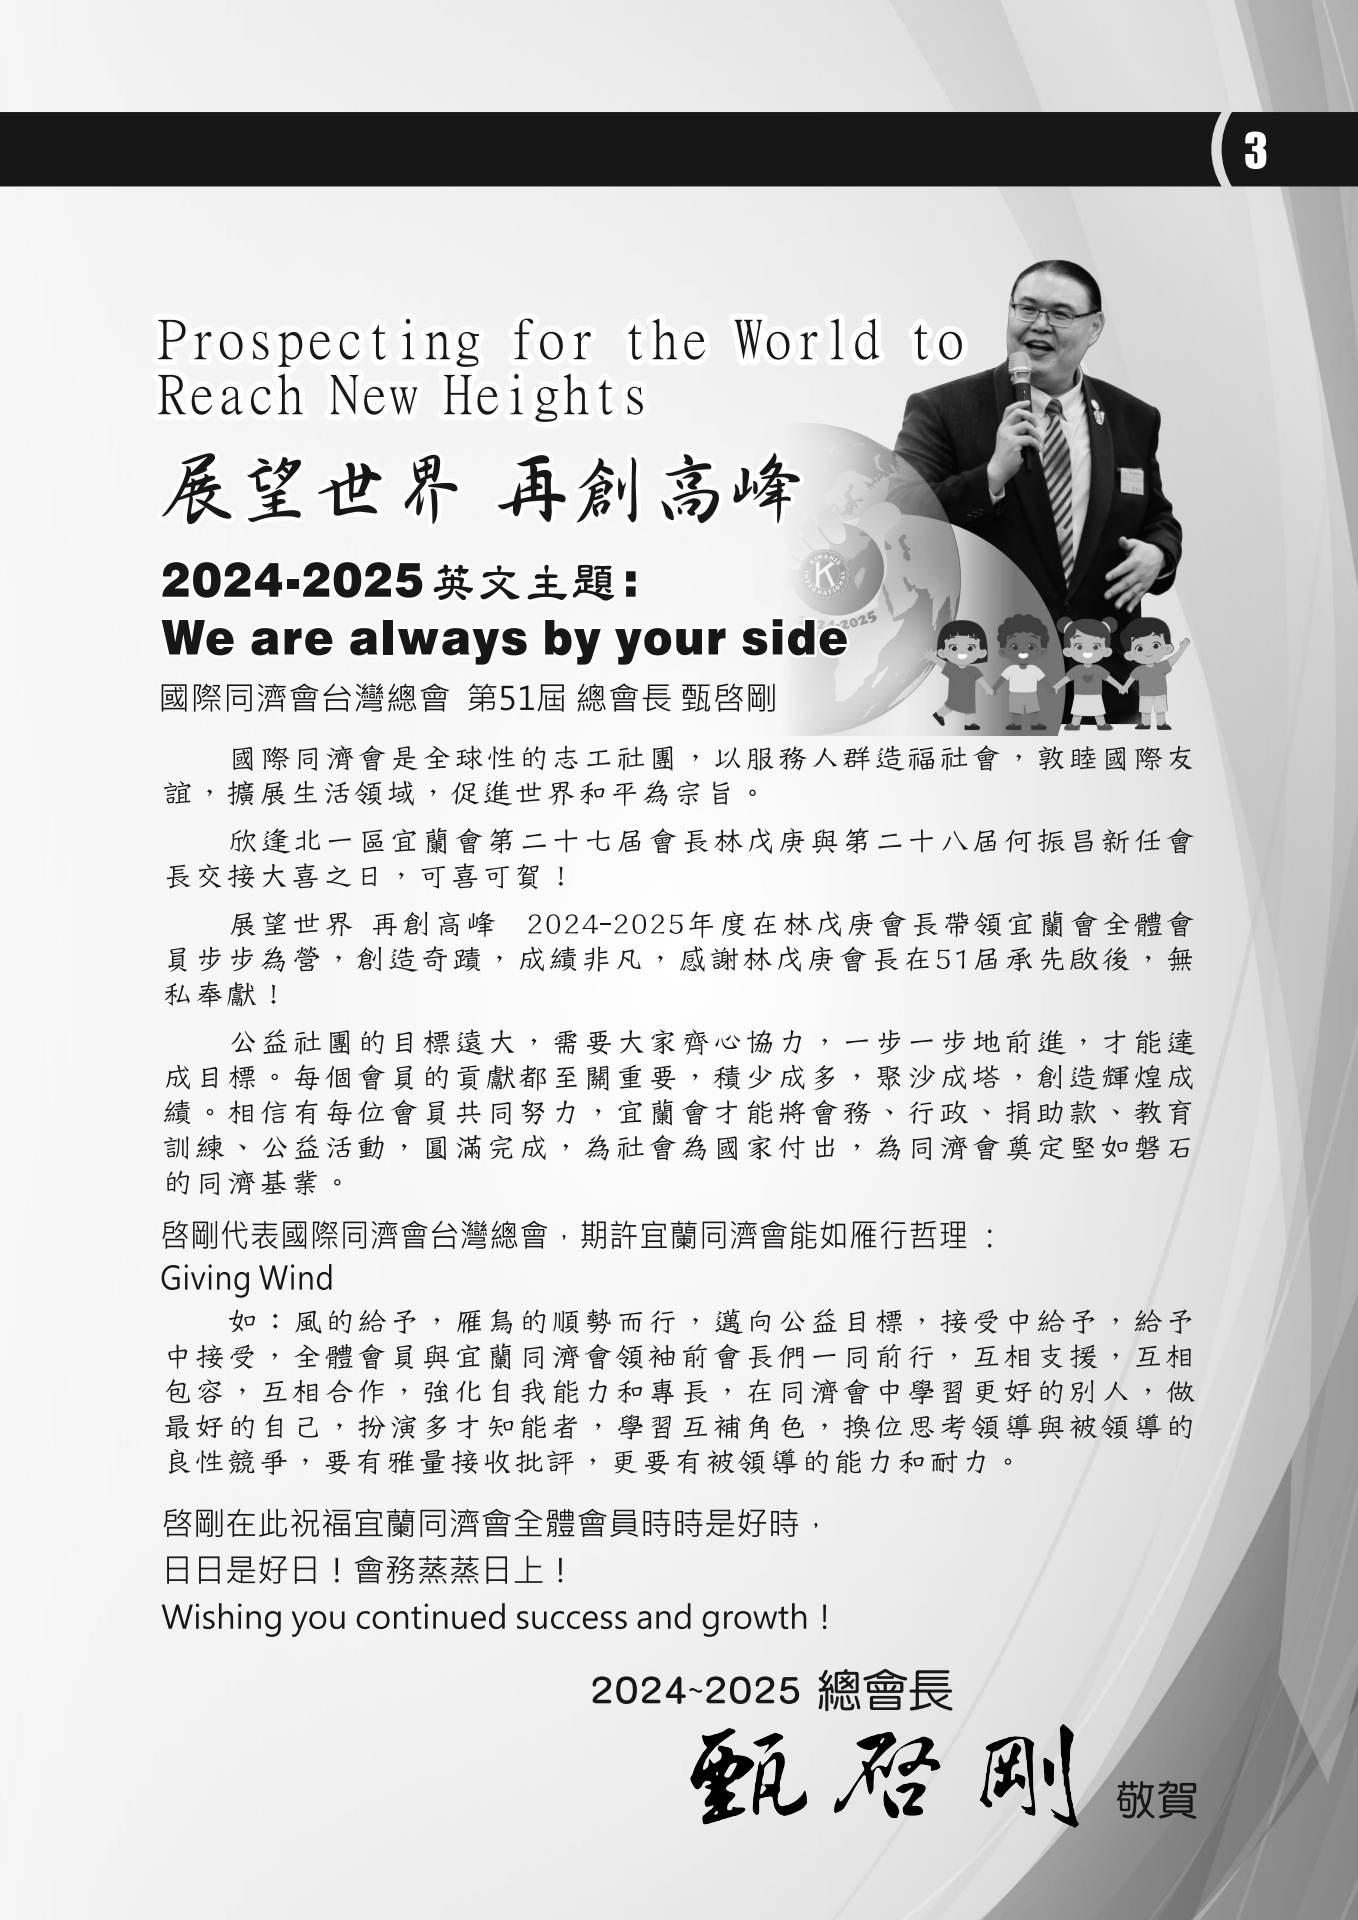 3
Prospecting for the World to
Reach New Heights
展望世界 再創高峰
2024-2025英文主題:
We are always by your side
KIWANIS
K
INTERNATIONAL
2024-2025
國際同濟會台灣總會 第51屆 總會長 甄啓剛
國際同濟會是全球性的志工社團，以服務人群造福社會，敦睦國際友
誼，擴展生活領域，促進世界和平為宗旨。
欣逢北一區宜蘭會第二十七屆會長林戊庚與第二十八屆何振昌新任會
長交接大喜之日，可喜可賀！
展望世界 再創高峰　2024-2025年度在林戊庚會長帶領宜蘭會全體會
員步步為營，創造奇蹟，成績非凡，感謝林戊庚會長在51屆承先啟後，無
私奉獻！
公益社團的目標遠大，需要大家齊心協力，一步一步地前進，才能達
成目標。每個會員的貢獻都至關重要，積少成多，聚沙成塔，創造輝煌成
績。相信有每位會員共同努力，宜蘭會才能將會務、行政、捐助款、教育
訓練、公益活動，圓滿完成，為社會為國家付出，為同濟會奠定堅如磐石
的同濟基業。
啓剛代表國際同濟會台灣總會，期許宜蘭同濟會能如雁行哲理 ：
Giving Wind
如：風的給予，雁鳥的順勢而行，邁向公益目標，接受中給予，給予
中接受，全體會員與宜蘭同濟會領袖前會長們一同前行，互相支援，互相
包容，互相合作，強化自我能力和專長，在同濟會中學習更好的別人，做
最好的自己，扮演多才知能者，學習互補角色，換位思考領導與被領導的
良性競爭，要有雅量接收批評，更要有被領導的能力和耐力。
啓剛在此祝福宜蘭同濟會全體會員時時是好時，
日日是好日！會務蒸蒸日上！
Wishing you continued success and growth！
2024~2025 總會長
甄啓剛 敬賀